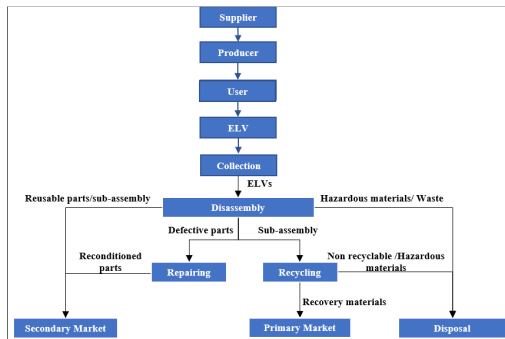 Supplier
Producer
User
ELV
Collection
ELVs
Reusable parts/sub-assembly
Hazardous materials/ Waste
Disassembly
Defective parts
Sub-assembly
Reconditioned
parts
Repairing
Recycling
Non recyclable /Hazardous
materials
Recovery materials
Secondary Market
Primary Market
Disposal